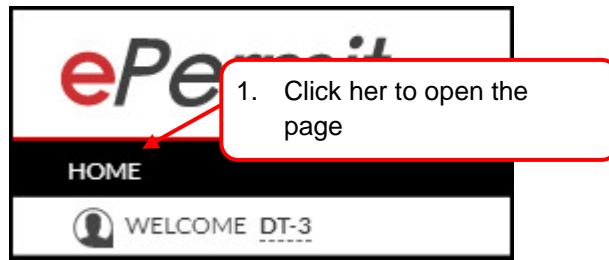 ePermit
1. Click her to open the
page
HOME
WELCOME DT-3